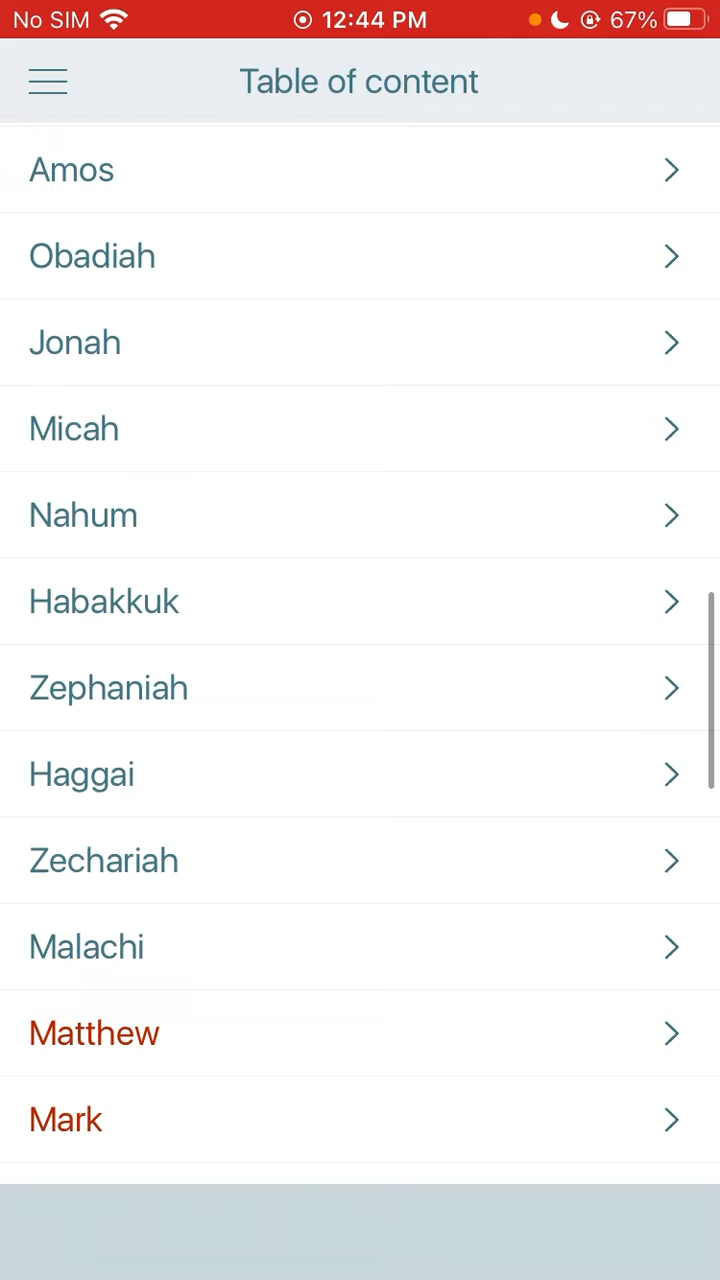 No SIM 12:44 PM 67%
Table of content
Amos
Obadiah
Jonah
Micah
Nahum
Habakkuk
Zephaniah
Haggai
Zechariah
Malachi
Matthew
Mark